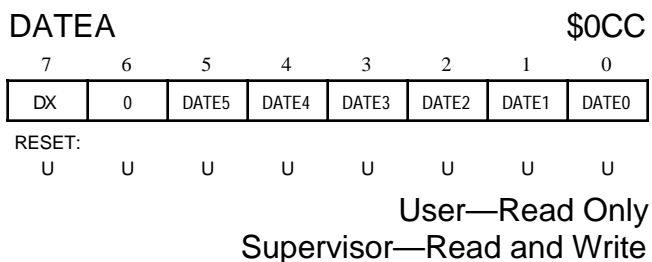 DATEA $0CC
7 6 5 4 3 2 1 0
DX 0 DATE5 DATE4 DATE3 DATE2 DATE1 DATE0
RESET:
U U U U U U U U
User—Read Only
Supervisor—Read and Write